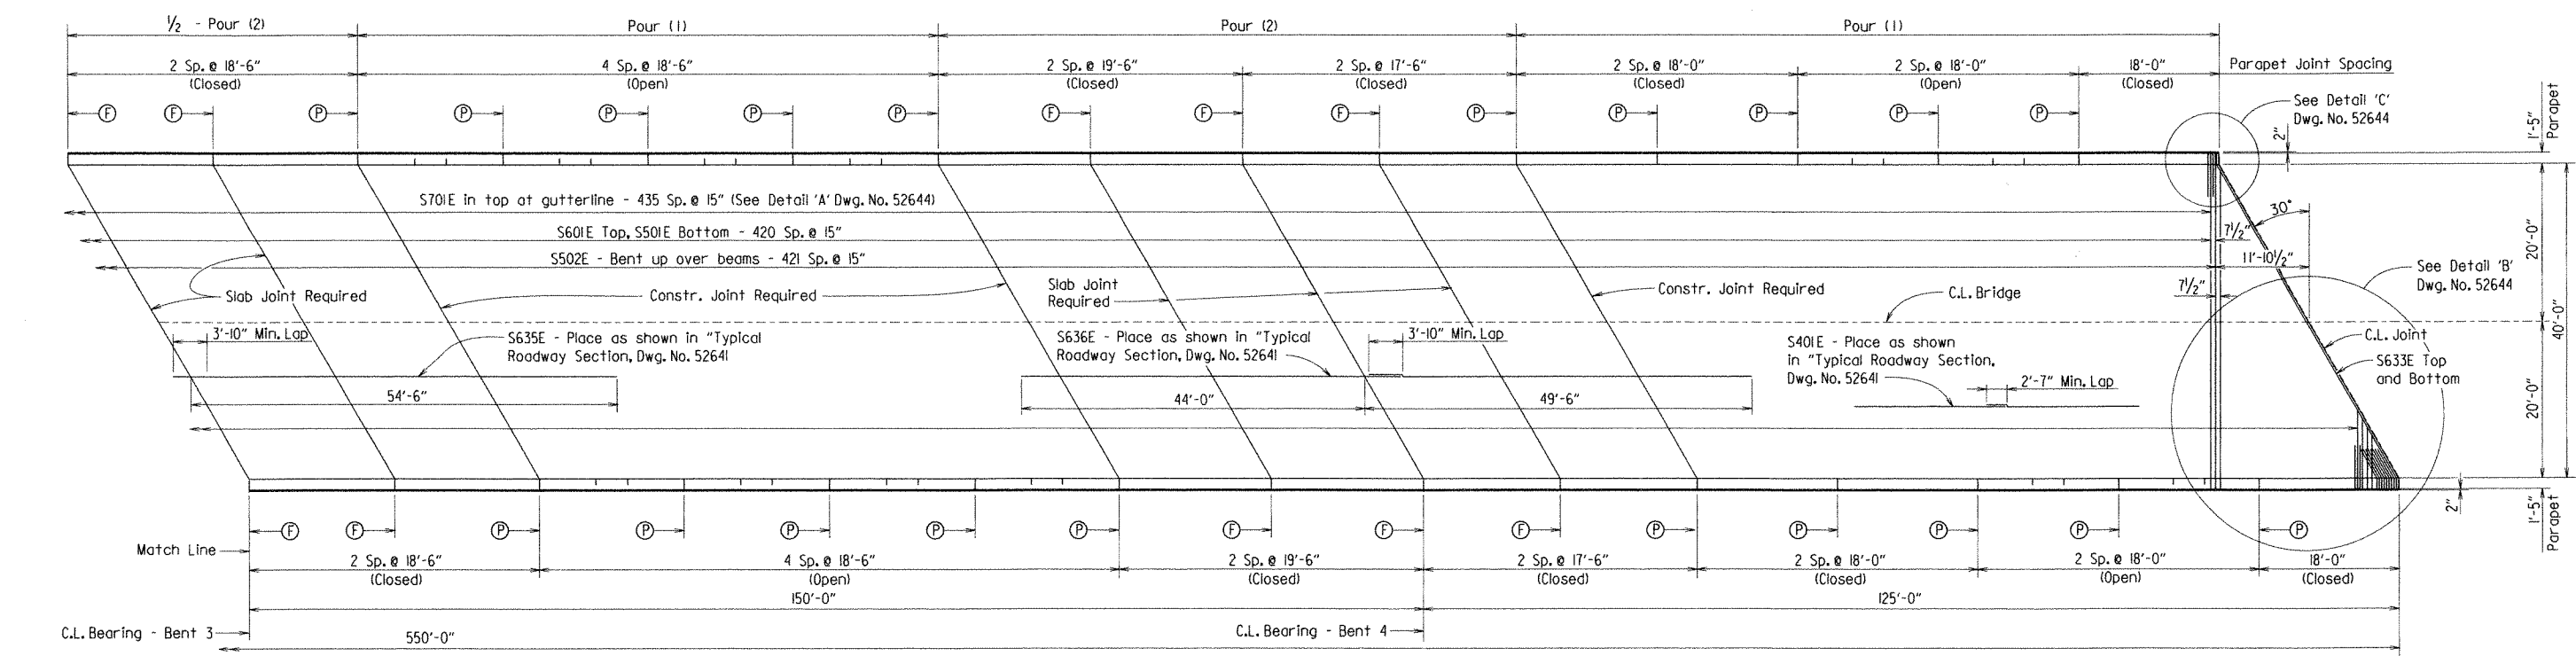 ½ - Pour (2)
Pour (1)
Pour (2)
Pour (1)
2 Sp. @ 18'-6"
(Closed)
4 Sp. @ 18'-6"
(Open)
2 Sp. @ 19'-6"
(Closed)
2 Sp. @ 17'-6"
(Closed)
2 Sp. @ 18'-0"
(Closed)
2 Sp. @ 18'-0"
(Open)
18'-0"
(Closed)
Parapet Joint Spacing
F F P P P P P F F F P P P P P
See Detail 'C'
Dwg. No. 52644
2"
1'-5"
Parapet
S701E in top at gutterline - 435 Sp. @ 15" (See Detail 'A' Dwg. No. 52644)
30°
S601E Top, S501E Bottom - 420 Sp. @ 15"
7½"
S502E - Bent up over beams - 421 Sp. @ 15"
11'-10½"
20'-0"
See Detail 'B'
Dwg. No. 52644
Slab Joint Required
Constr. Joint Required
Slab Joint
Required
Constr. Joint Required
C.L. Bridge
7½"
40'-0"
3'-10" Min. Lap
S635E - Place as shown in "Typical
Roadway Section, Dwg. No. 52641
S636E - Place as shown in "Typical
Roadway Section, Dwg. No. 52641
3'-10" Min. Lap
S401E - Place as shown
in "Typical Roadway Section,
Dwg. No. 52641
2'-7" Min. Lap
C.L. Joint
S633E Top
and Bottom
54'-6"
44'-0"
49'-6"
20'-0"
F F P P P P P F F P P P P P P
2"
1'-5"
Parapet
Match Line
2 Sp. @ 18'-6"
(Closed)
4 Sp. @ 18'-6"
(Open)
2 Sp. @ 19'-6"
(Closed)
2 Sp. @ 17'-6"
(Closed)
2 Sp. @ 18'-0"
(Closed)
2 Sp. @ 18'-0"
(Open)
18'-0"
(Closed)
150'-0"
125'-0"
C.L. Bearing - Bent 3
C.L. Bearing - Bent 4
550'-0"